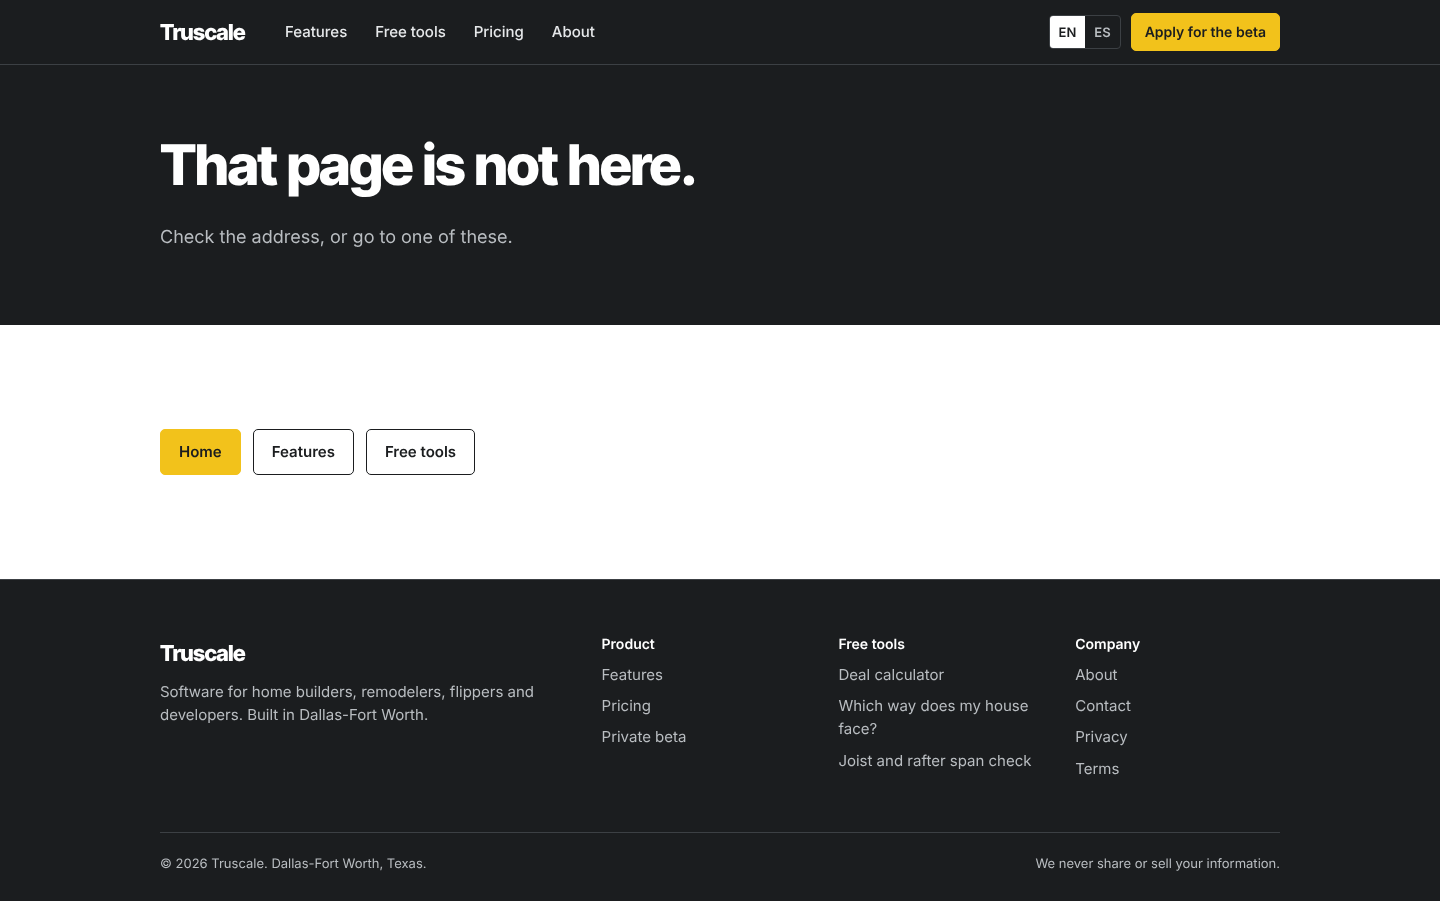 Truscale
Features
Free tools
Pricing
About
EN
ES
Apply for the beta
That page is not here.
Check the address, or go to one of these.
Home
Features
Free tools
Truscale
Software for home builders, remodelers, flippers and
developers. Built in Dallas-Fort Worth.
Product
Features
Pricing
Private beta
Free tools
Deal calculator
Which way does my house
face?
Joist and rafter span check
Company
About
Contact
Privacy
Terms
© 2026 Truscale. Dallas-Fort Worth, Texas.
We never share or sell your information.